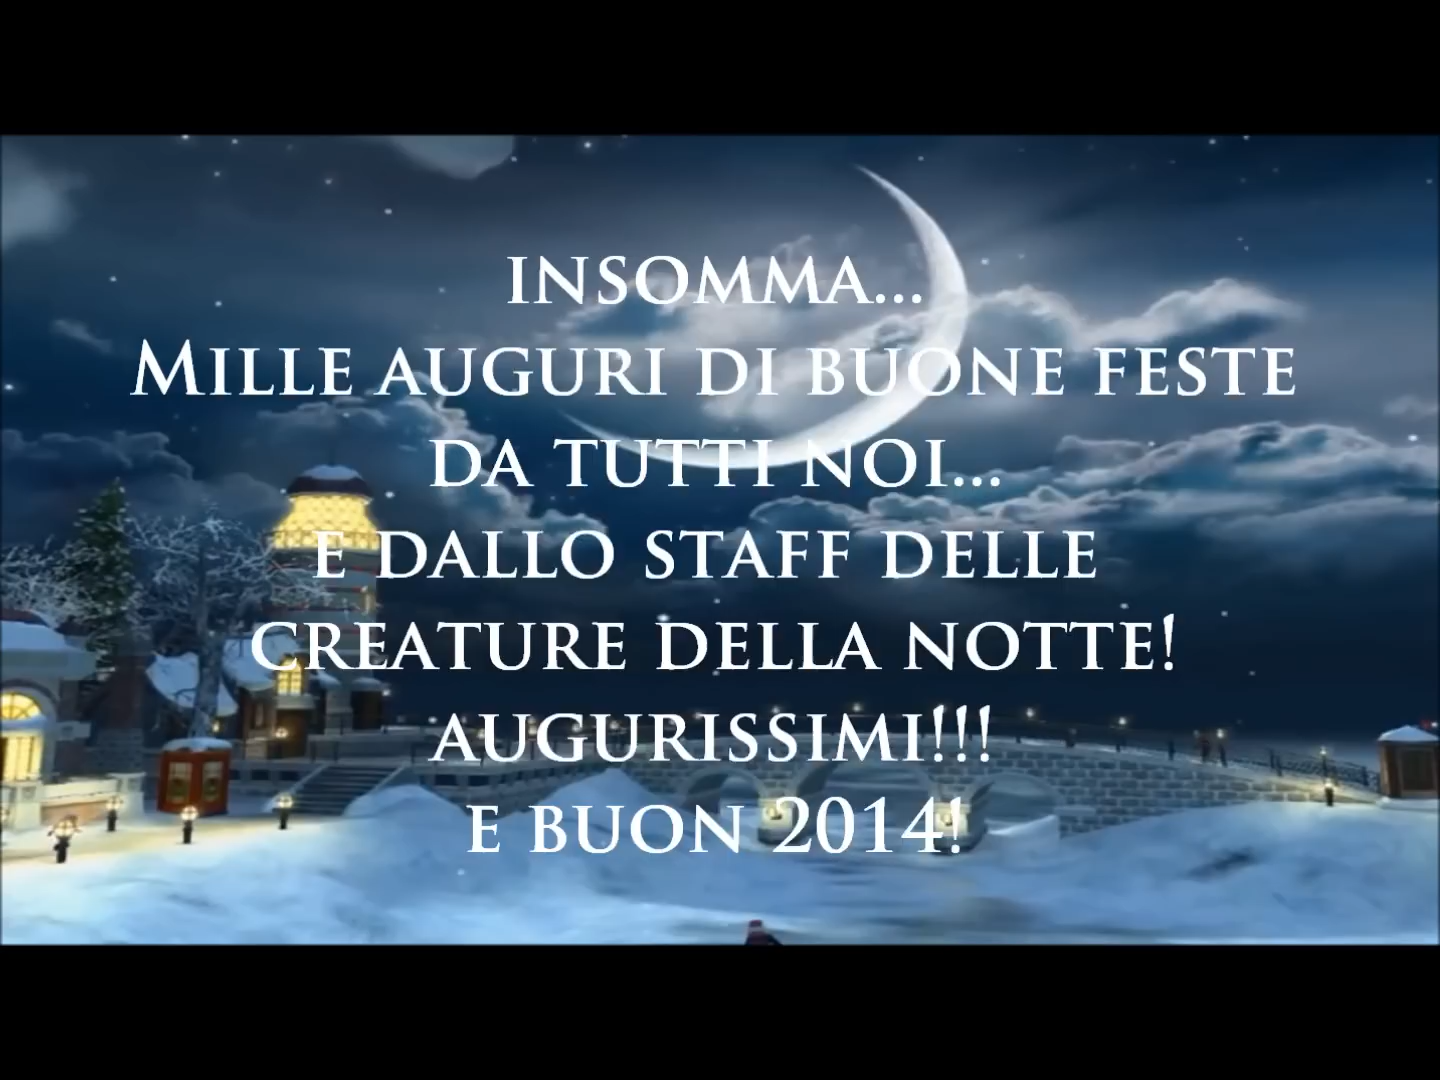 insomma...
Mille auguri di buone feste
da tutti noi...
e dallo staff delle
creature della notte!
augurissimi!!!
e buon 2014!